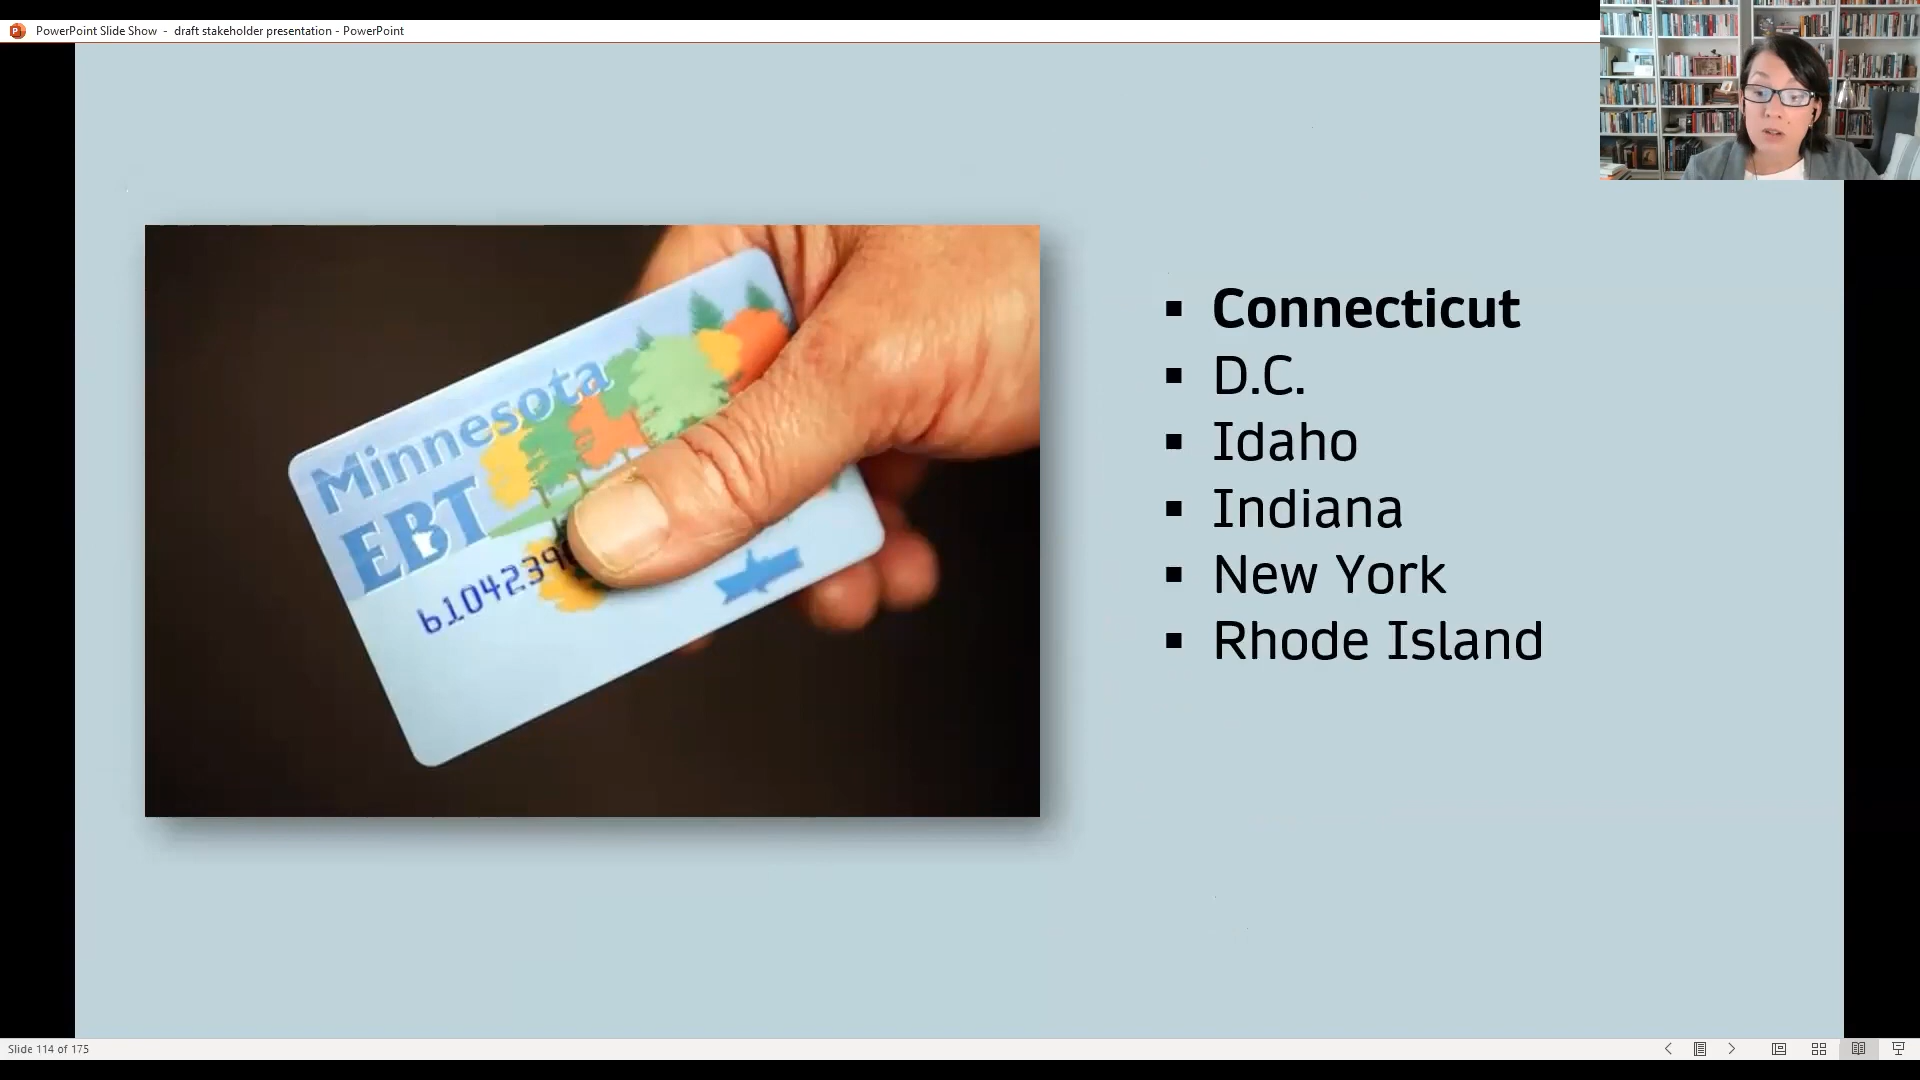 PowerPoint Slide Show - draft stakeholder presentation - PowerPoint
Minnesota
EBT
61042390
▪ Connecticut
▪ D.C.
▪ Idaho
▪ Indiana
▪ New York
▪ Rhode Island
Slide 114 of 175